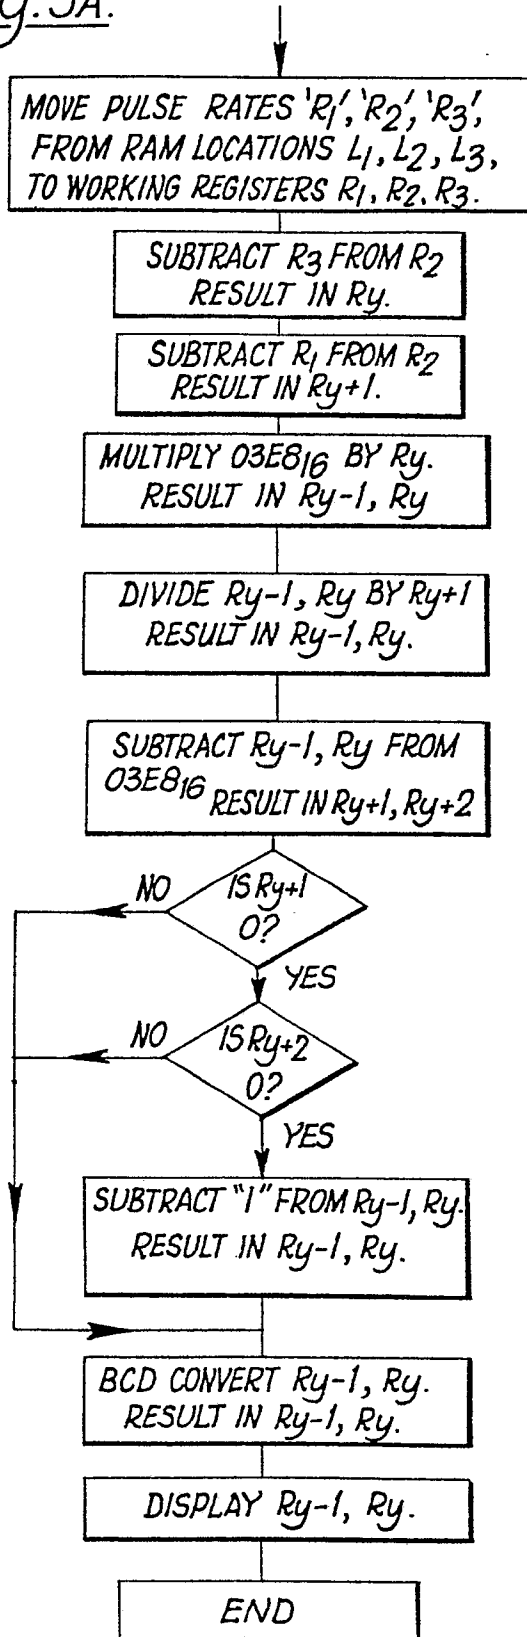 Fig. 5A.
MOVE PULSE RATES 'R1', 'R2', 'R3',
FROM RAM LOCATIONS L1, L2, L3,
TO WORKING REGISTERS R1, R2, R3.
SUBTRACT R3 FROM R2
RESULT IN Ry.
SUBTRACT R1 FROM R2
RESULT IN Ry+1.
MULTIPLY 03E8₁₆ BY Ry.
RESULT IN Ry-1, Ry
DIVIDE Ry-1, Ry BY Ry+1
RESULT IN Ry-1, Ry.
SUBTRACT Ry-1, Ry FROM
03E8₁₆ RESULT IN Ry+1, Ry+2
IS Ry+1
0?
NO
YES
IS Ry+2
0?
NO
YES
SUBTRACT "1" FROM Ry-1, Ry.
RESULT IN Ry-1, Ry.
BCD CONVERT Ry-1, Ry.
RESULT IN Ry-1, Ry.
DISPLAY Ry-1, Ry.
END